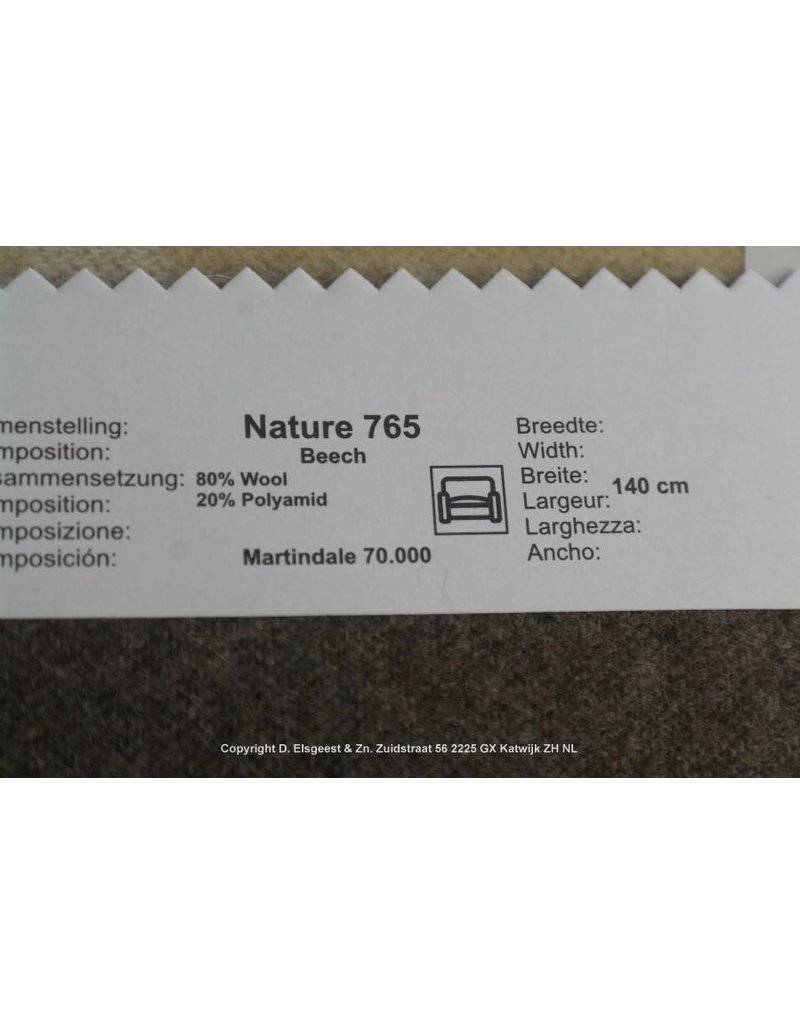 menstelling:
mposition:
sammensetzung:
mposition:
mposizione:
mposición:
Nature 765
Beech
80% Wool
20% Polyamid
Martindale 70.000
Breedte:
Width:
Breite:
Largeur:
Larghezza:
Ancho:
140 cm
Copyright D. Elsgeest & Zn. Zuidstraat 56 2225 GX Katwijk ZH NL